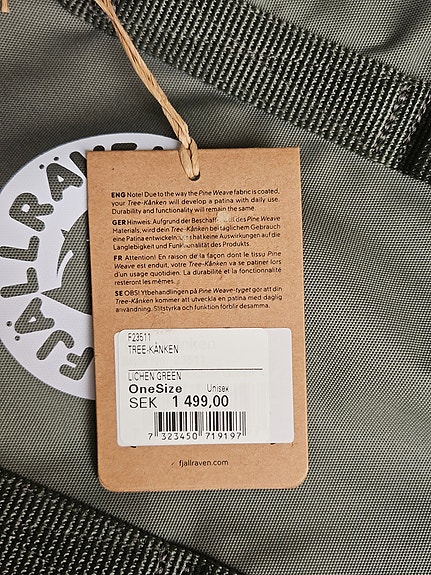 FJÄLLRÄVEN
ENG Note! Due to the way the Pine Weave fabric is coated,
your Tree-Kånken will develop a patina with daily use.
Durability and functionality will remain the same.
GER Hinweis: Aufgrund der Beschaffenheit des Pine Weave
Materials, wird dein Tree-Kånken bei täglichem Gebrauch
eine Patina entwickeln, das hat keine Auswirkungen auf die
Langlebigkeit und Funktionalität des Produkts.
FR Attention! En raison de la façon dont le tissu Pine
Weave est enduit, votre Tree-Kånken va se patiner lors
d'un usage quotidien. La durabilité et la fonctionnalité
resteront les mêmes.
SE OBS! Ytbehandlingen på Pine Weave-tyget gör att din
Tree-Kånken kommer att utveckla en patina med daglig
användning. Slitstyrka och funktion förblir desamma.
F23511
TREE-KÅNKEN
LICHEN GREEN
OneSize Unisex
SEK 1 499,00
7 323450 719197
fjallraven.com